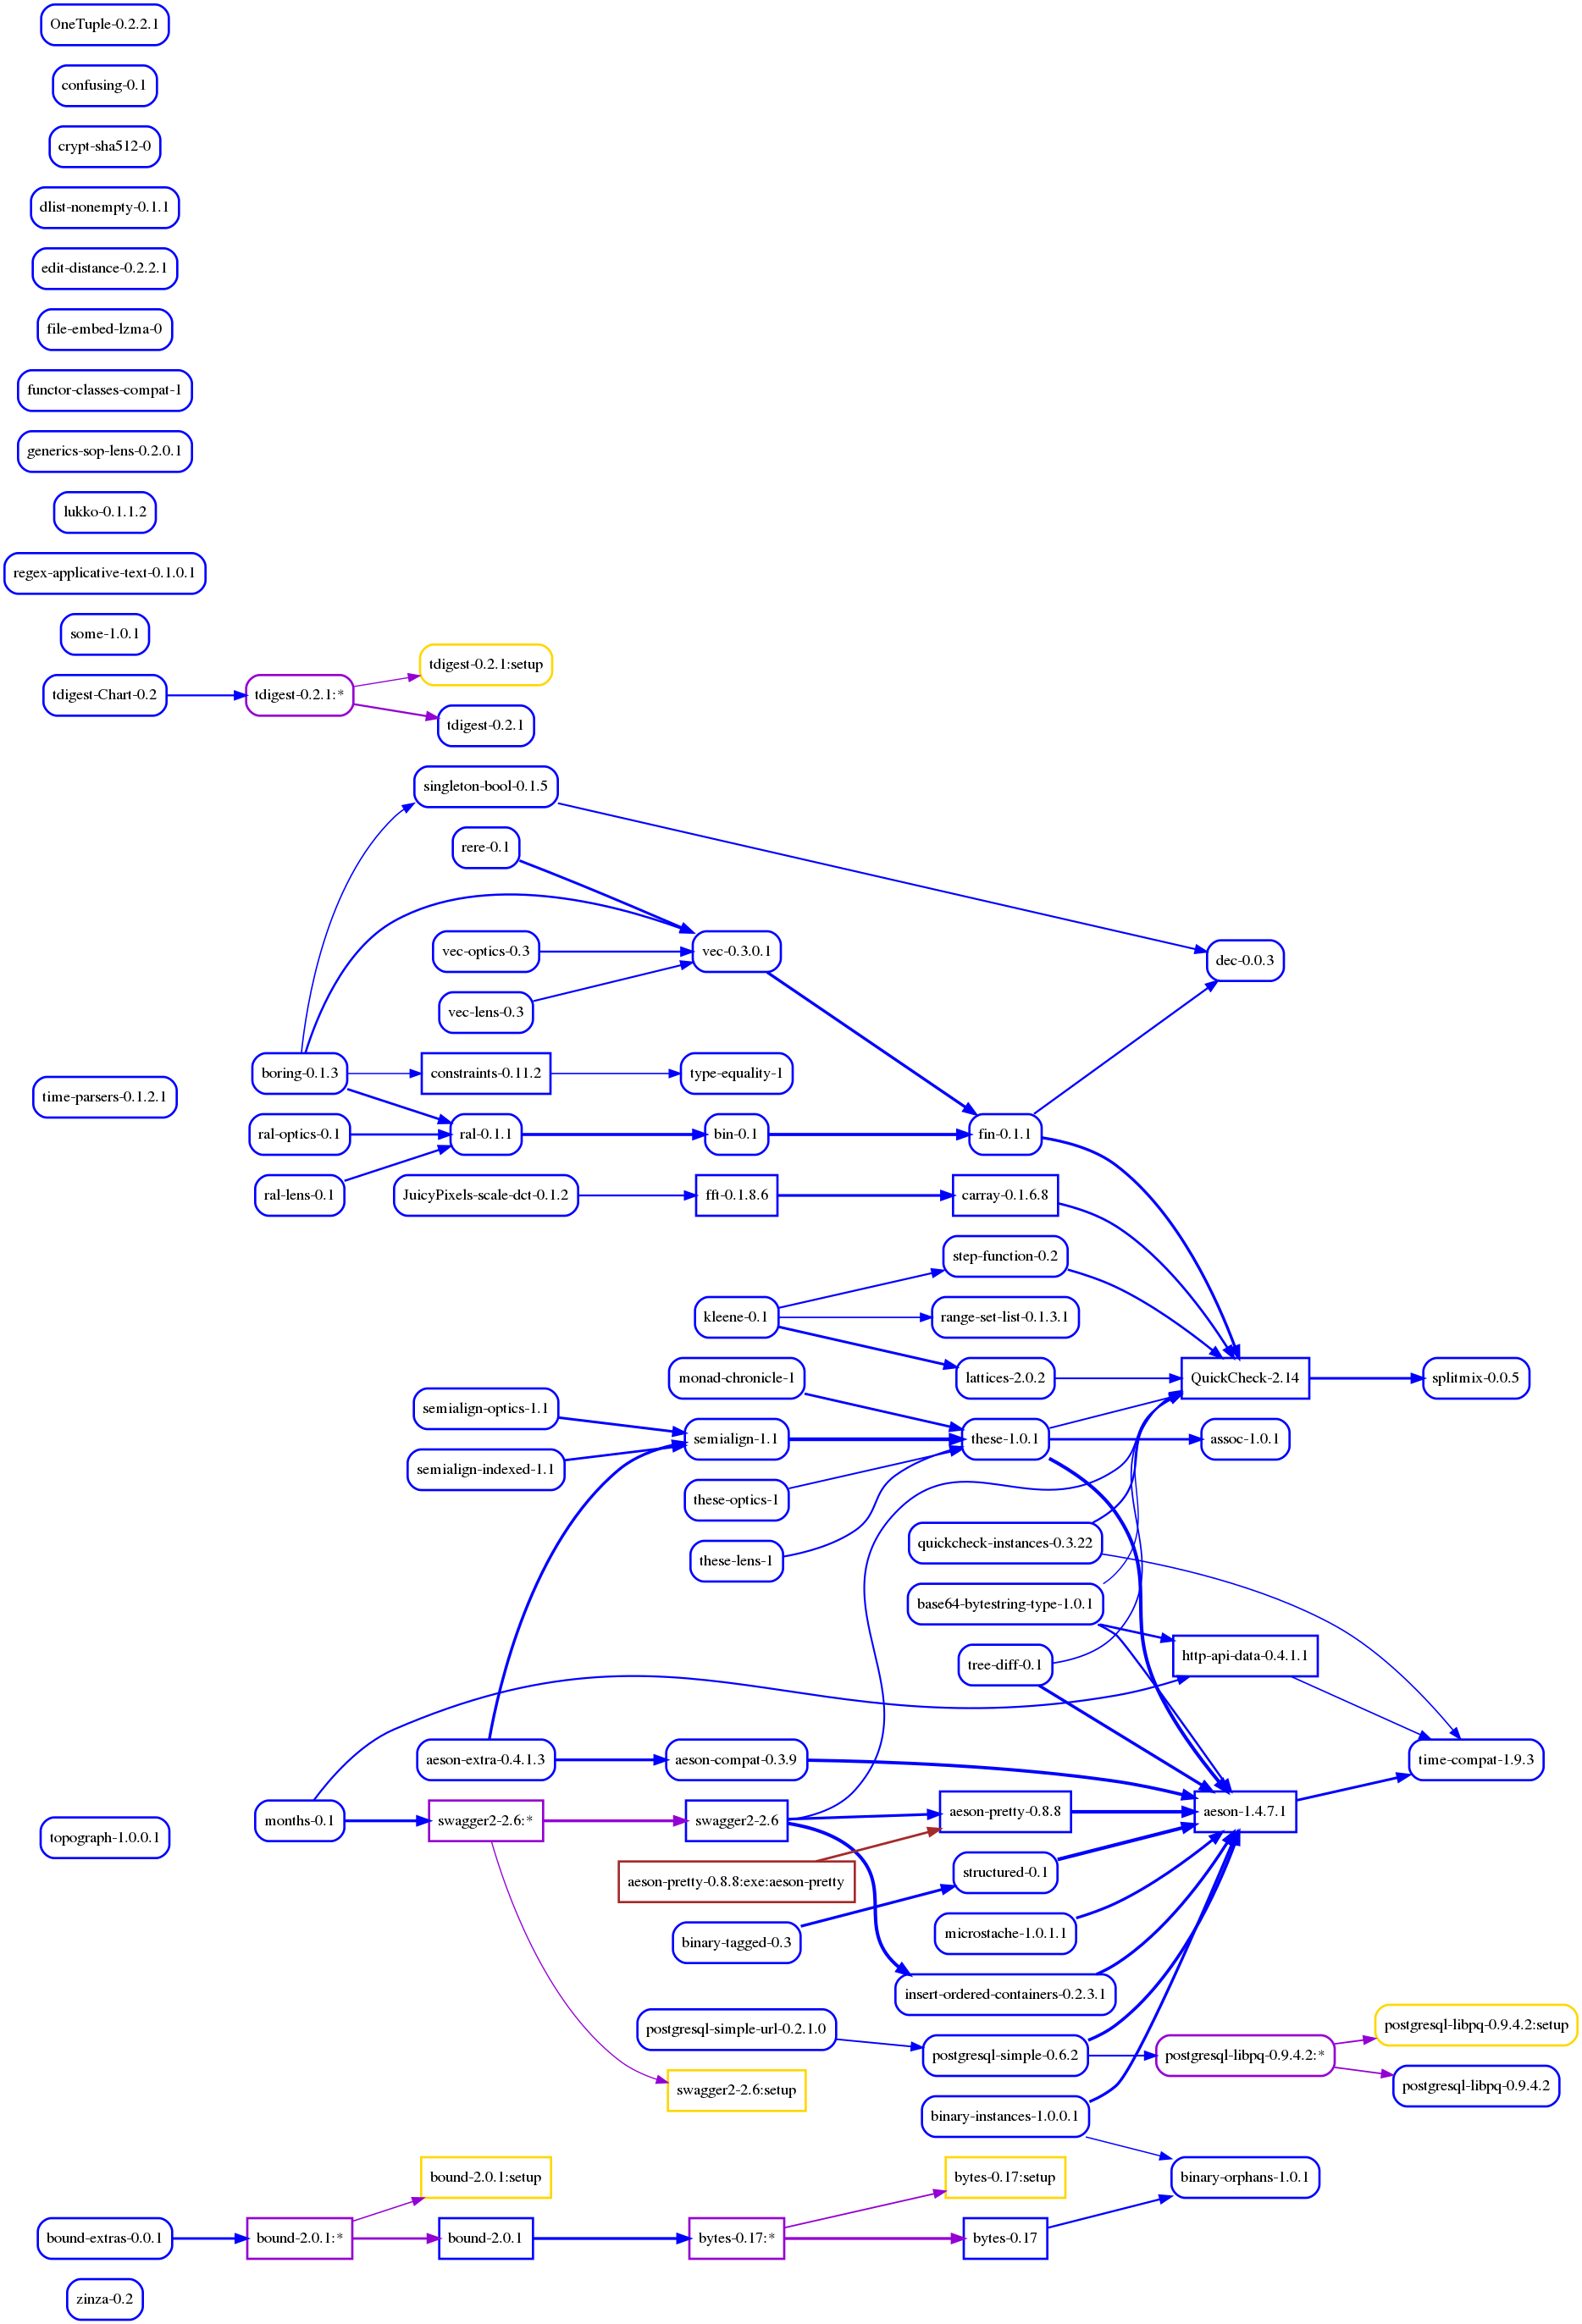 OneTuple-0.2.2.1
confusing-0.1
crypt-sha512-0
dlist-nonempty-0.1.1
edit-distance-0.2.2.1
file-embed-lzma-0
functor-classes-compat-1
generics-sop-lens-0.2.0.1
lukko-0.1.1.2
regex-applicative-text-0.1.0.1
some-1.0.1
tdigest-0.2.1:setup
tdigest-Chart-0.2
tdigest-0.2.1:*
tdigest-0.2.1
singleton-bool-0.1.5
rere-0.1
vec-optics-0.3
vec-0.3.0.1
dec-0.0.3
vec-lens-0.3
boring-0.1.3
constraints-0.11.2
type-equality-1
time-parsers-0.1.2.1
ral-optics-0.1
ral-0.1.1
bin-0.1
fin-0.1.1
ral-lens-0.1
JuicyPixels-scale-dct-0.1.2
fft-0.1.8.6
carray-0.1.6.8
step-function-0.2
kleene-0.1
range-set-list-0.1.3.1
monad-chronicle-1
lattices-2.0.2
QuickCheck-2.14
splitmix-0.0.5
semialign-optics-1.1
semialign-1.1
these-1.0.1
assoc-1.0.1
semialign-indexed-1.1
these-optics-1
quickcheck-instances-0.3.22
these-lens-1
base64-bytestring-type-1.0.1
http-api-data-0.4.1.1
tree-diff-0.1
aeson-extra-0.4.1.3
aeson-compat-0.3.9
time-compat-1.9.3
months-0.1
swagger2-2.6:*
swagger2-2.6
aeson-pretty-0.8.8
aeson-1.4.7.1
topograph-1.0.0.1
structured-0.1
aeson-pretty-0.8.8:exe:aeson-pretty
microstache-1.0.1.1
binary-tagged-0.3
insert-ordered-containers-0.2.3.1
postgresql-libpq-0.9.4.2:setup
postgresql-simple-url-0.2.1.0
postgresql-simple-0.6.2
postgresql-libpq-0.9.4.2:*
postgresql-libpq-0.9.4.2
swagger2-2.6:setup
binary-instances-1.0.0.1
bound-2.0.1:setup
bytes-0.17:setup
binary-orphans-1.0.1
bound-extras-0.0.1
bound-2.0.1:*
bound-2.0.1
bytes-0.17:*
bytes-0.17
zinza-0.2